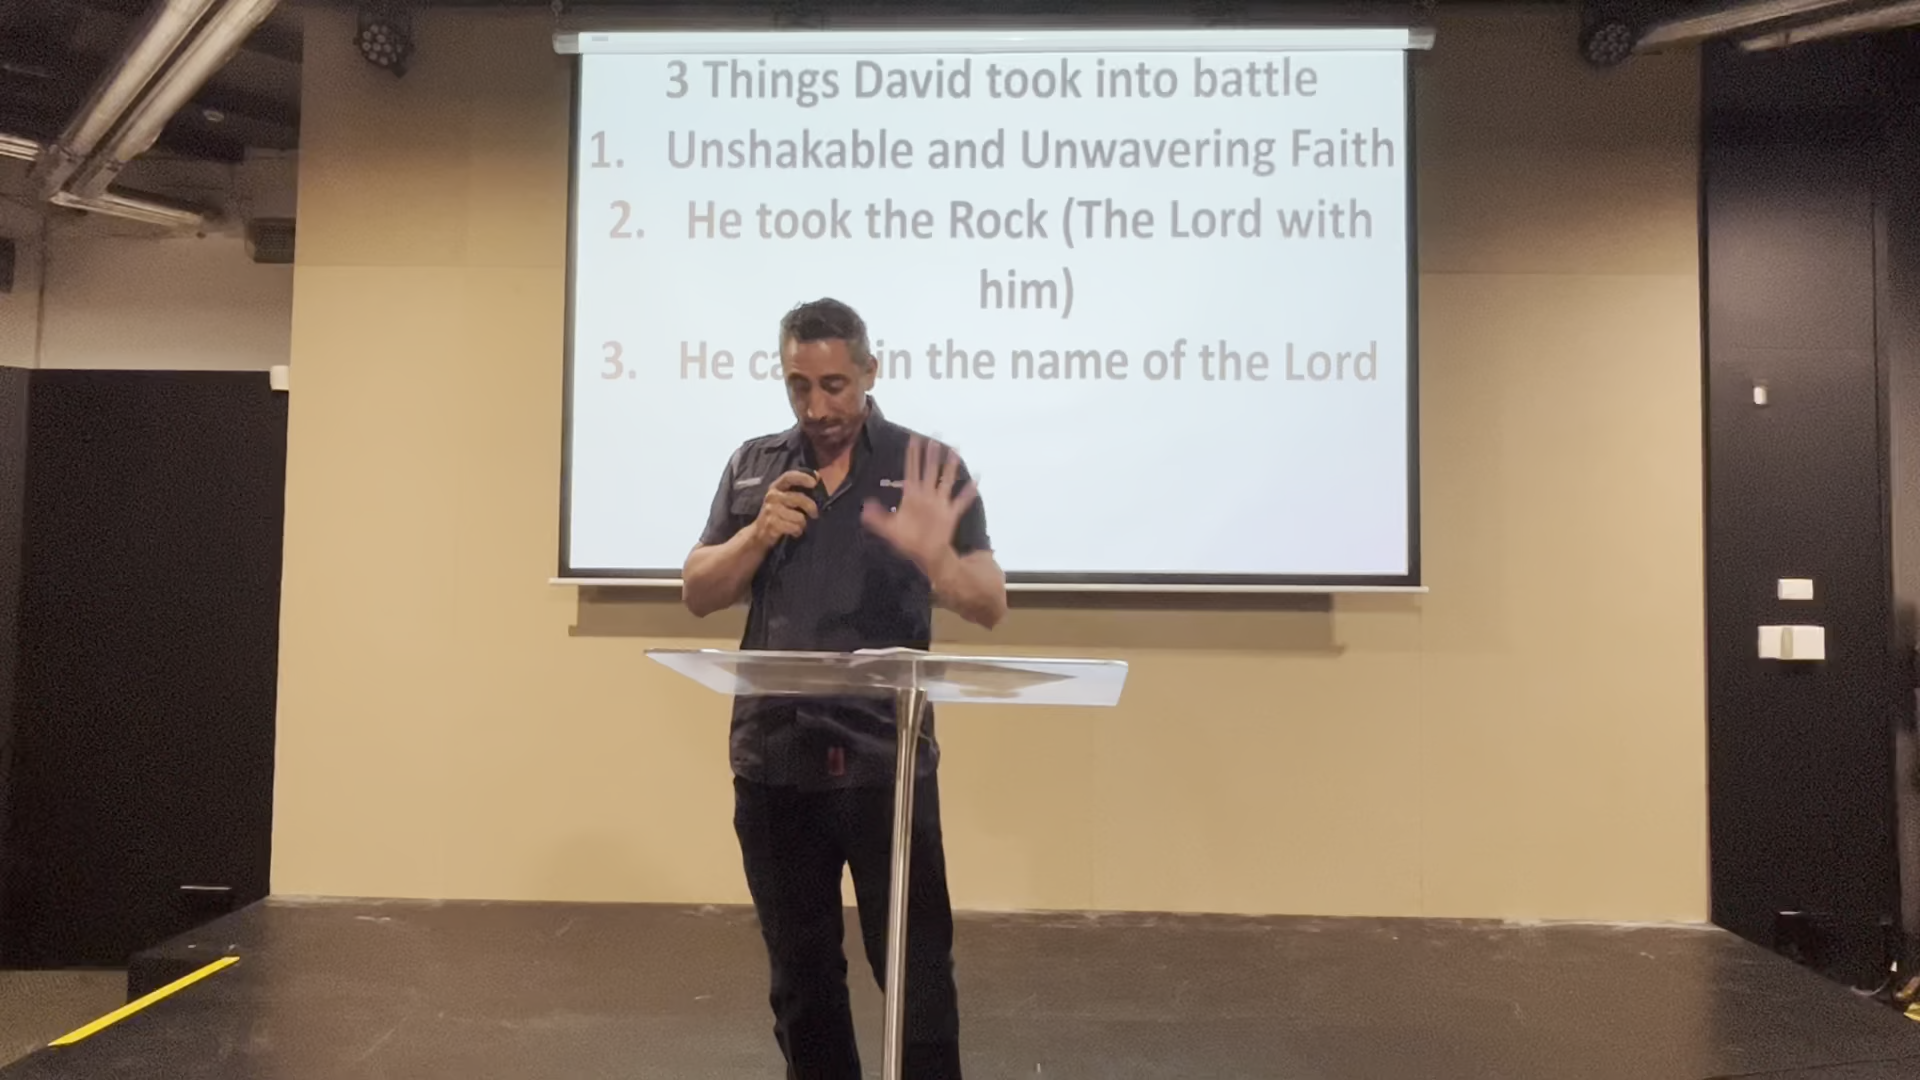 3 Things David took into battle
1. Unshakable and Unwavering Faith
2. He took the Rock (The Lord with
him)
3. He in the name of the Lord